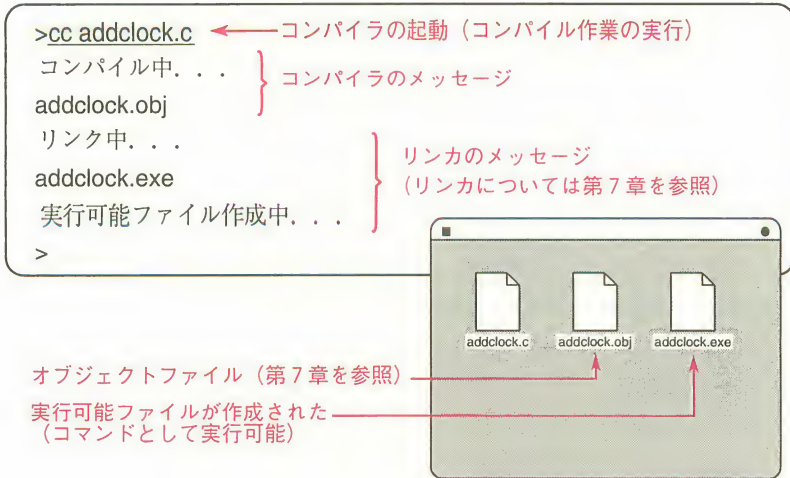 >cc addclock.c
コンパイラの起動（コンパイル作業の実行）
コンパイル中. . .
addclock.obj
コンパイラのメッセージ
リンク中. . .
addclock.exe
実行可能ファイル作成中. . .
>
リンカのメッセージ
（リンカについては第7章を参照）
addclock.c
addclock.obj
addclock.exe
オブジェクトファイル（第7章を参照）
実行可能ファイルが作成された
（コマンドとして実行可能）